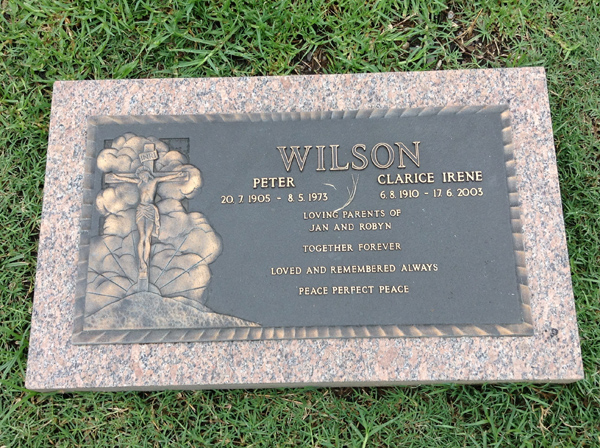 INRI
WILSON
PETER CLARICE IRENE
20.7.1905 - 8.5.1973 6.8.1910 - 17.6.2003
LOVING PARENTS OF
JAN AND ROBYN
TOGETHER FOREVER
LOVED AND REMEMBERED ALWAYS
PEACE PERFECT PEACE